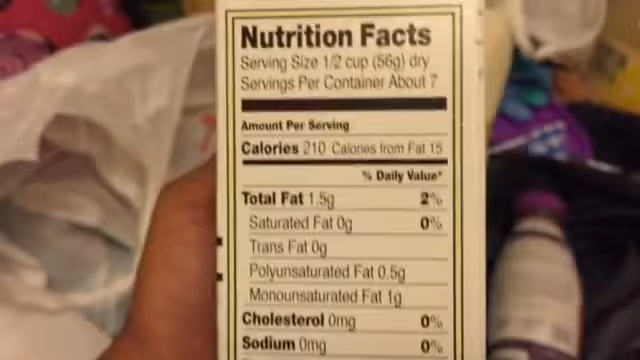 Nutrition Facts
Serving Size 1/2 cup (56g) dry
Servings Per Container About 7
Amount Per Serving
Calories 210 Calories from Fat 15
% Daily Value*
Total Fat 1.5g 2%
Saturated Fat 0g 0%
Trans Fat 0g
Polyunsaturated Fat 0.5g
Monounsaturated Fat 1g
Cholesterol 0mg 0%
Sodium 0mg 0%